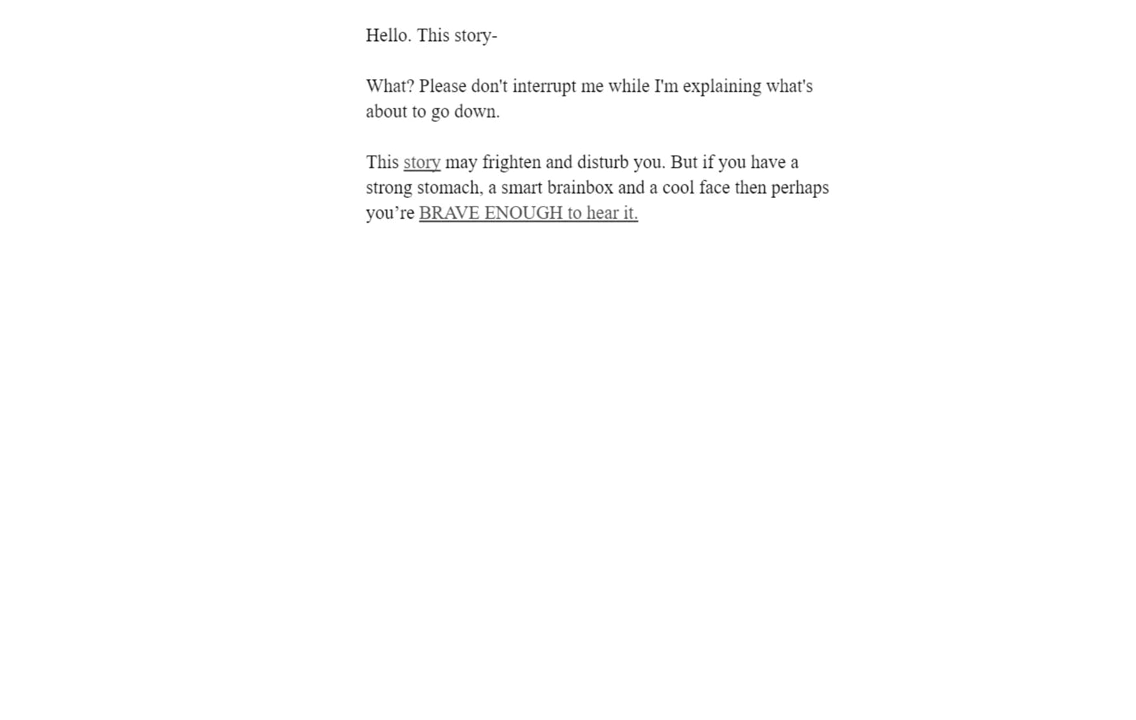 Hello. This story-
What? Please don't interrupt me while I'm explaining what's
about to go down.
This story may frighten and disturb you. But if you have a
strong stomach, a smart brainbox and a cool face then perhaps
you’re BRAVE ENOUGH to hear it.